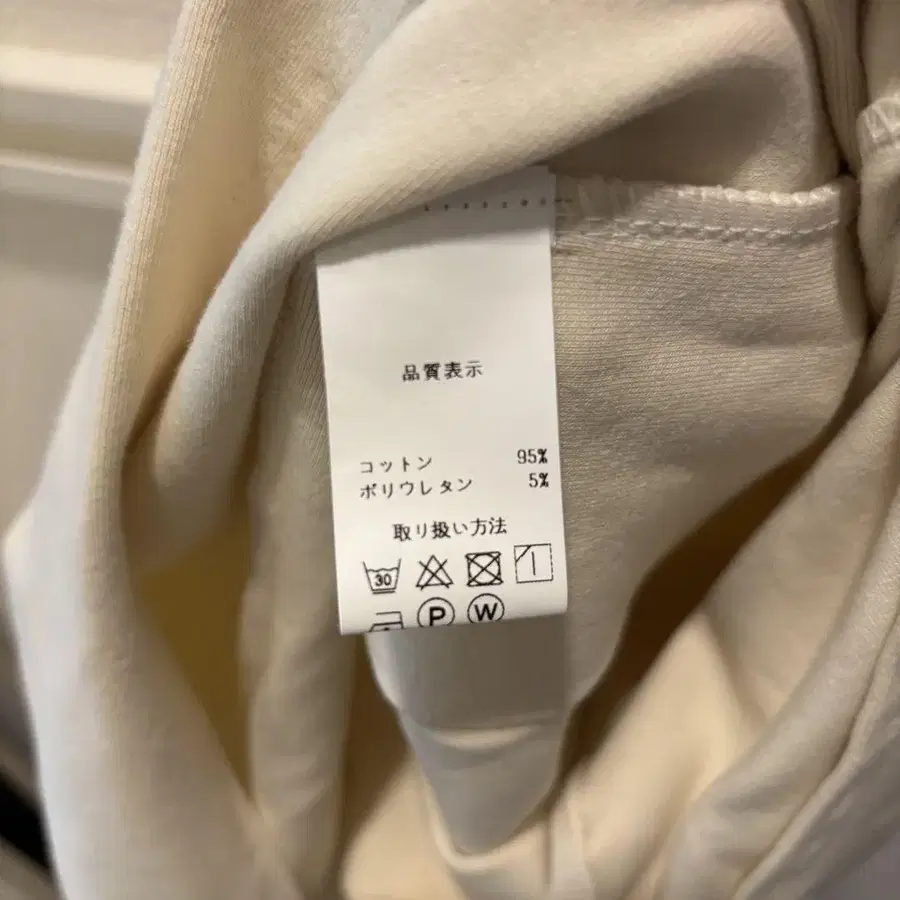 品質表示
コットン 95%
ポリウレタン 5%
取り扱い方法
30
P W